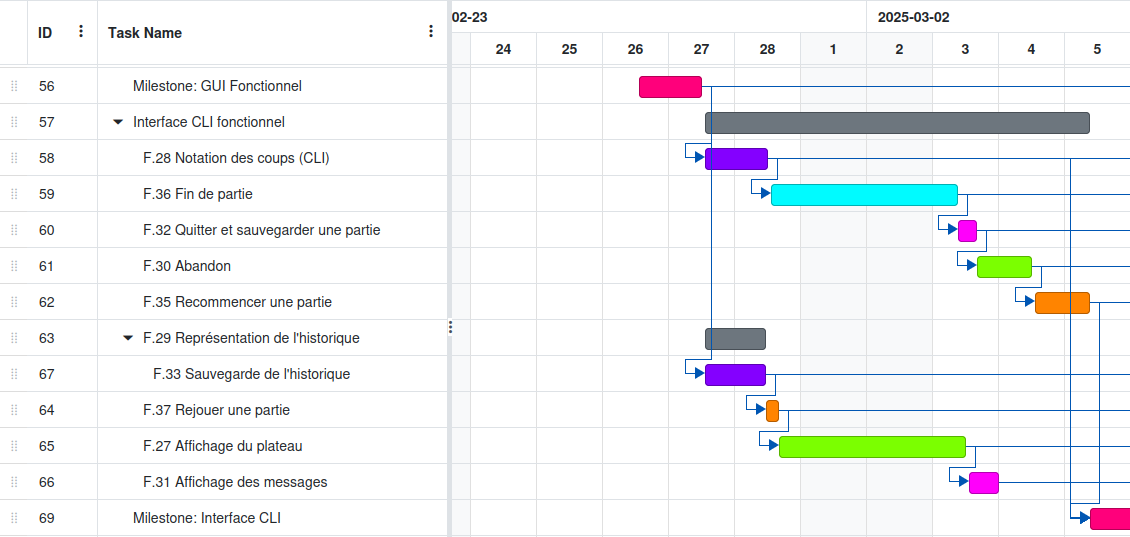 ID Task Name 02-23 2025-03-02
24 25 26 27 28 1 2 3 4 5
56 Milestone: GUI Fonctionnel
57 Interface CLI fonctionnel
58 F.28 Notation des coups (CLI)
59 F.36 Fin de partie
60 F.32 Quitter et sauvegarder une partie
61 F.30 Abandon
62 F.35 Recommencer une partie
63 F.29 Représentation de l'historique
67 F.33 Sauvegarde de l'historique
64 F.37 Rejouer une partie
65 F.27 Affichage du plateau
66 F.31 Affichage des messages
69 Milestone: Interface CLI